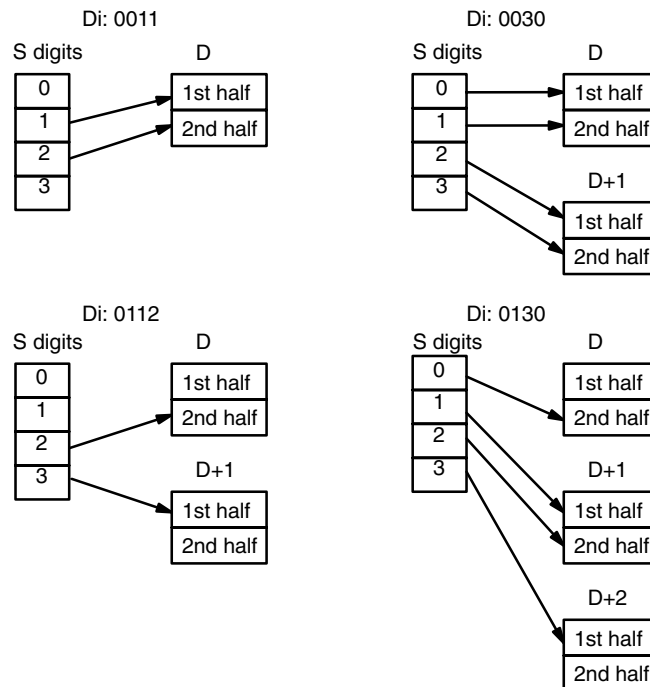 Di: 0011
S digits D
0
1
2
3
1st half
2nd half
Di: 0030
S digits D
0
1
2
3
1st half
2nd half
D+1
1st half
2nd half
Di: 0112
S digits D
0
1
2
3
1st half
2nd half
D+1
1st half
2nd half
Di: 0130
S digits D
0
1
2
3
1st half
2nd half
D+1
1st half
2nd half
D+2
1st half
2nd half